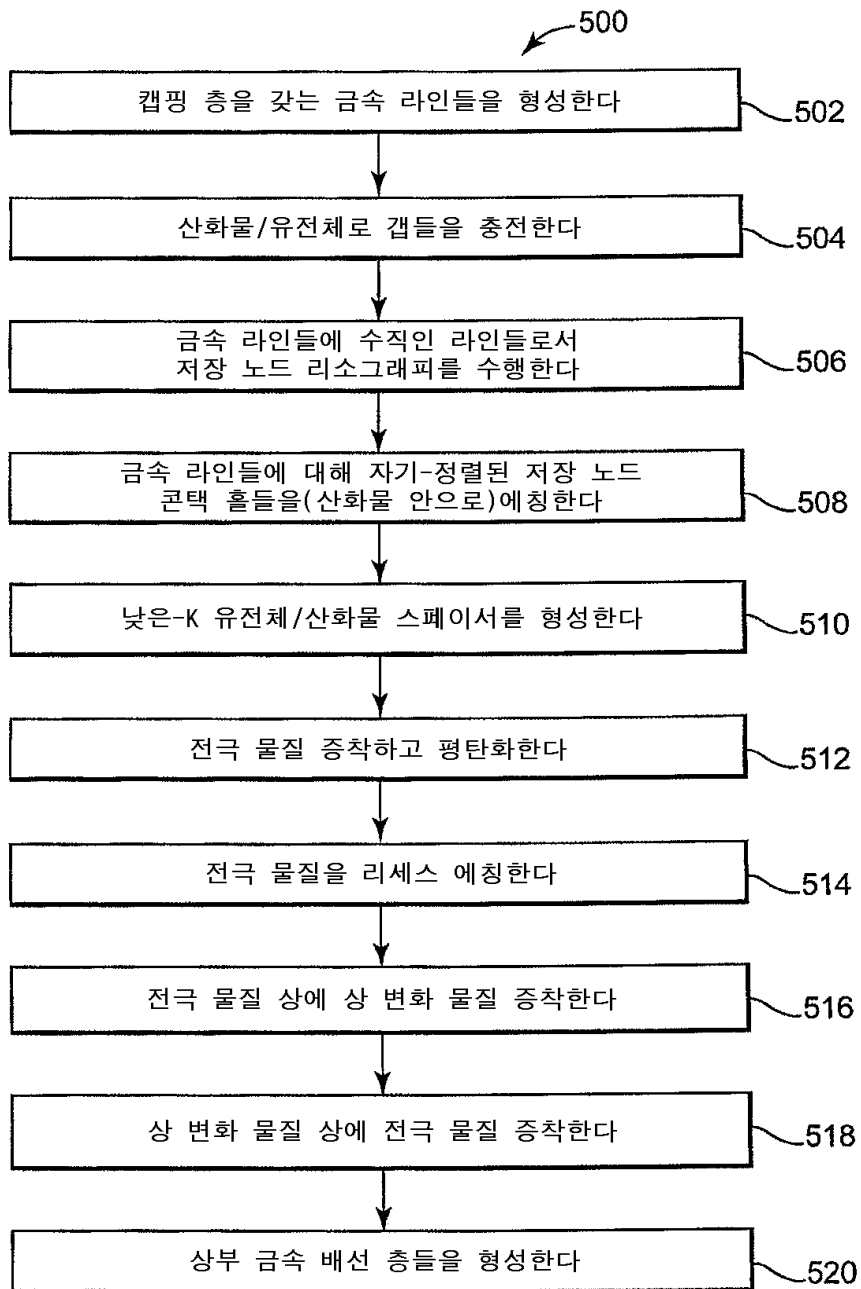 500
캡핑 층을 갖는 금속 라인들을 형성한다
502
산화물/유전체로 갭들을 충전한다
504
금속 라인들에 수직인 라인들로서
저장 노드 리소그래피를 수행한다
506
금속 라인들에 대해 자기-정렬된 저장 노드
콘택 홀들을(산화물 안으로)에칭한다
508
낮은-K 유전체/산화물 스페이서를 형성한다
510
전극 물질 증착하고 평탄화한다
512
전극 물질을 리세스 에칭한다
514
전극 물질 상에 상 변화 물질 증착한다
516
상 변화 물질 상에 전극 물질 증착한다
518
상부 금속 배선 층들을 형성한다
520